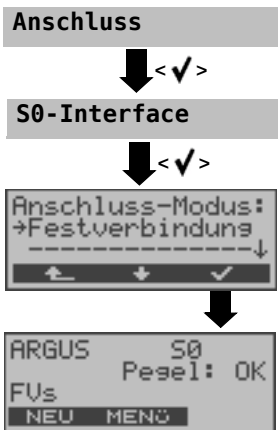 Anschluss
<✓>
S0-Interface
<✓>
Anschluss-Modus:
→Festverbindung
---------------↓
ARGUS S0
Pegel: OK
FVs
NEU MENÜ